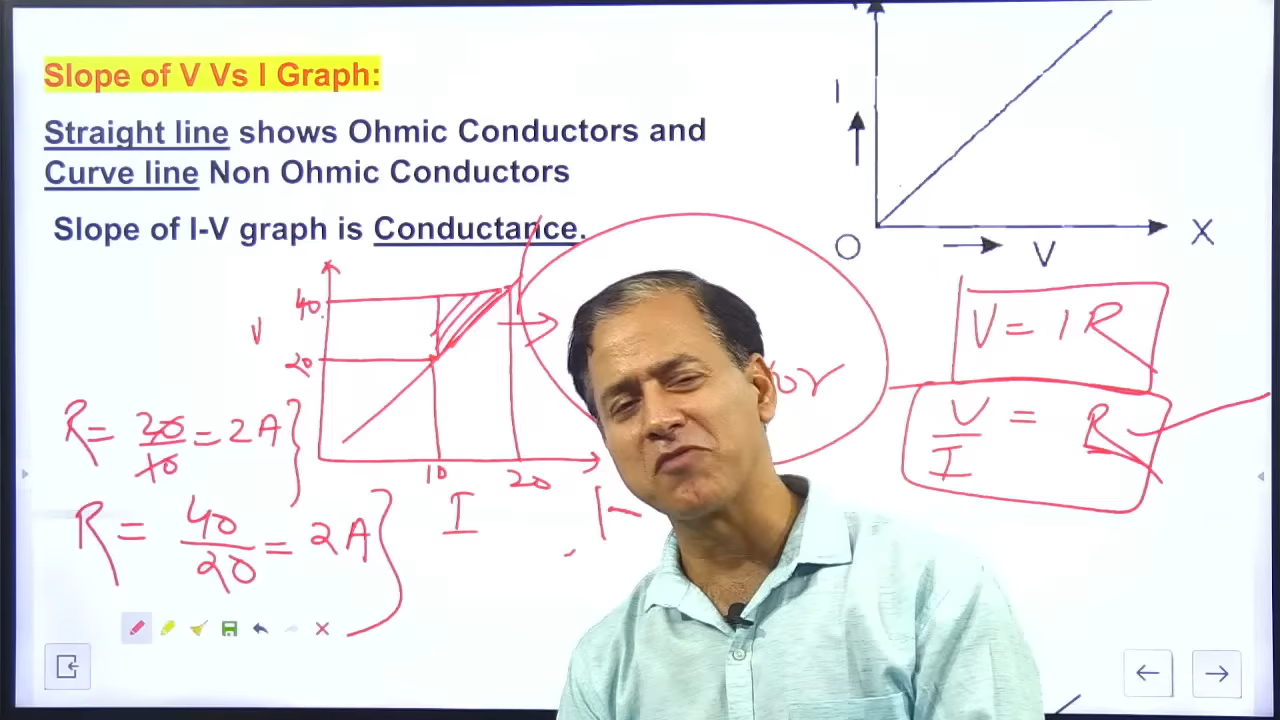 Slope of V Vs I Graph:
Straight line shows Ohmic Conductors and
Curve line Non Ohmic Conductors
Slope of I-V graph is Conductance.
I
O
V
X
40
V
20
10
20
I
R = 20/10 = 2A
R = 40/20 = 2A
V = IR
V/I = R